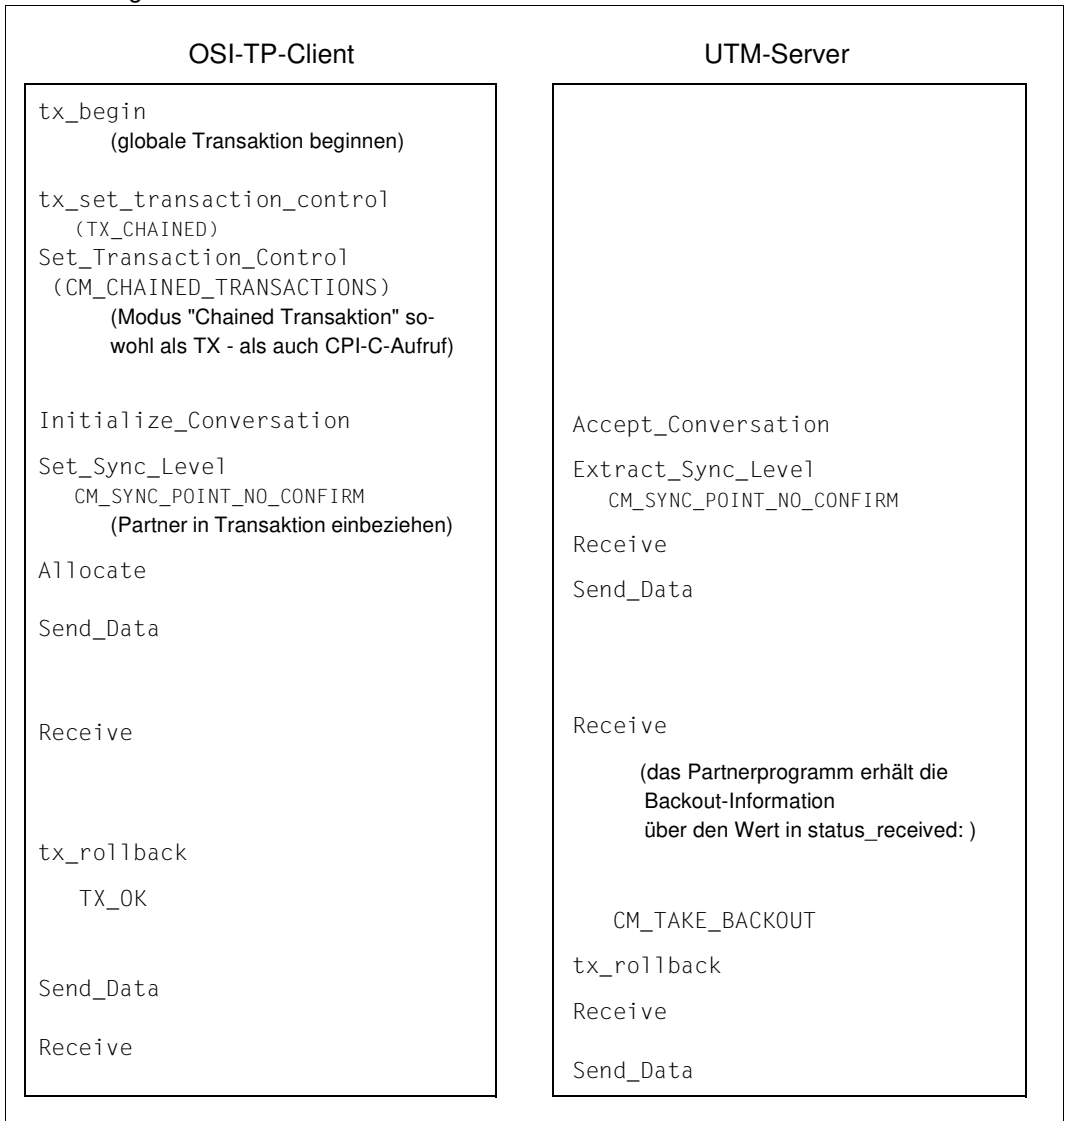 OSI-TP-Client
tx_begin
(globale Transaktion beginnen)
tx_set_transaction_control
(TX_CHAINED)
Set_Transaction_Control
(CM_CHAINED_TRANSACTIONS)
(Modus "Chained Transaktion" so-
wohl als TX - als auch CPI-C-Aufruf)
Initialize_Conversation
Set_Sync_Level
CM_SYNC_POINT_NO_CONFIRM
(Partner in Transaktion einbeziehen)
Allocate
Send_Data
Receive
tx_rollback
TX_OK
Send_Data
Receive
UTM-Server
Accept_Conversation
Extract_Sync_Level
CM_SYNC_POINT_NO_CONFIRM
Receive
Send_Data
Receive
(das Partnerprogramm erhält die
Backout-Information
über den Wert in status_received: )
CM_TAKE_BACKOUT
tx_rollback
Receive
Send_Data